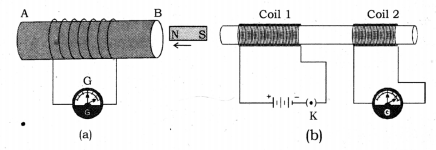 A B Coil 1 Coil 2
N S
G
+ − K G
G
(a) (b)